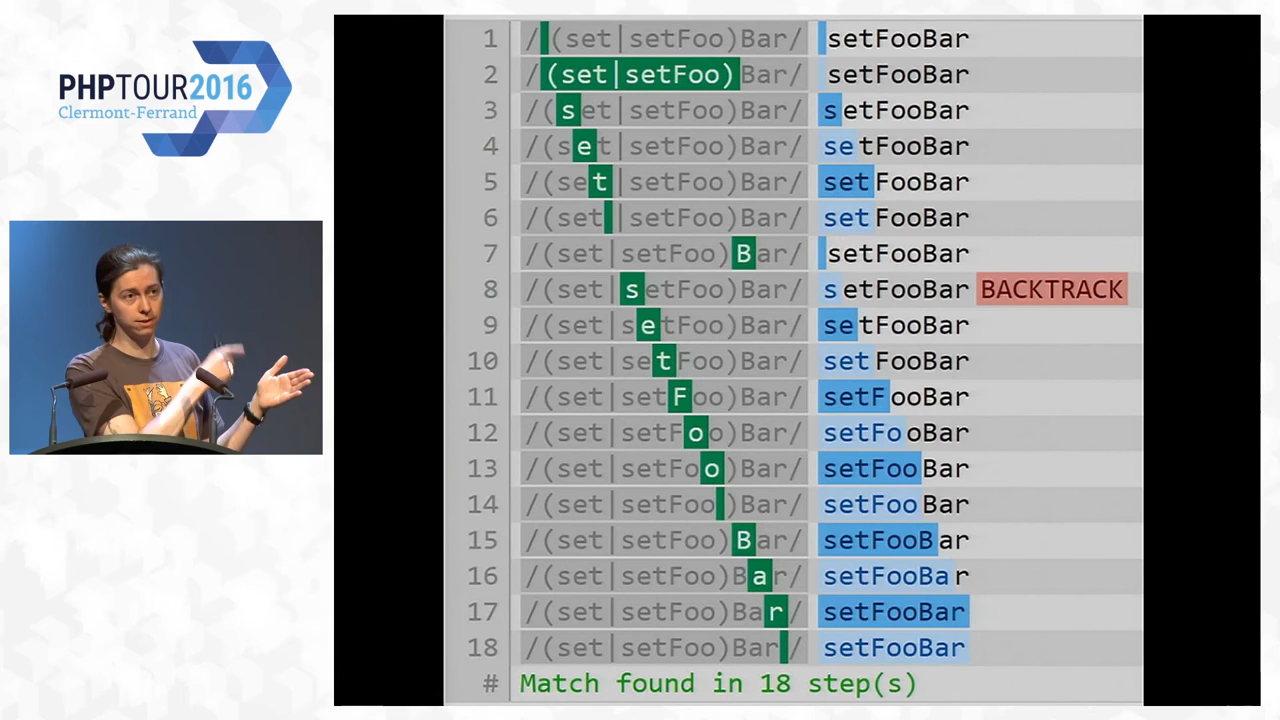 PHPTOUR2016
Clermont-Ferrand
1 /(set|setFoo)Bar/ setFooBar
2 /(set|setFoo)Bar/ setFooBar
3 /(set|setFoo)Bar/ setFooBar
4 /(set|setFoo)Bar/ setFooBar
5 /(set|setFoo)Bar/ setFooBar
6 /(set|setFoo)Bar/ setFooBar
7 /(set|setFoo)Bar/ setFooBar
8 /(set|setFoo)Bar/ setFooBar BACKTRACK
9 /(set|setFoo)Bar/ setFooBar
10 /(set|setFoo)Bar/ setFooBar
11 /(set|setFoo)Bar/ setFooBar
12 /(set|setFoo)Bar/ setFooBar
13 /(set|setFoo)Bar/ setFooBar
14 /(set|setFoo)Bar/ setFooBar
15 /(set|setFoo)Bar/ setFooBar
16 /(set|setFoo)Bar/ setFooBar
17 /(set|setFoo)Bar/ setFooBar
18 /(set|setFoo)Bar/ setFooBar
# Match found in 18 step(s)